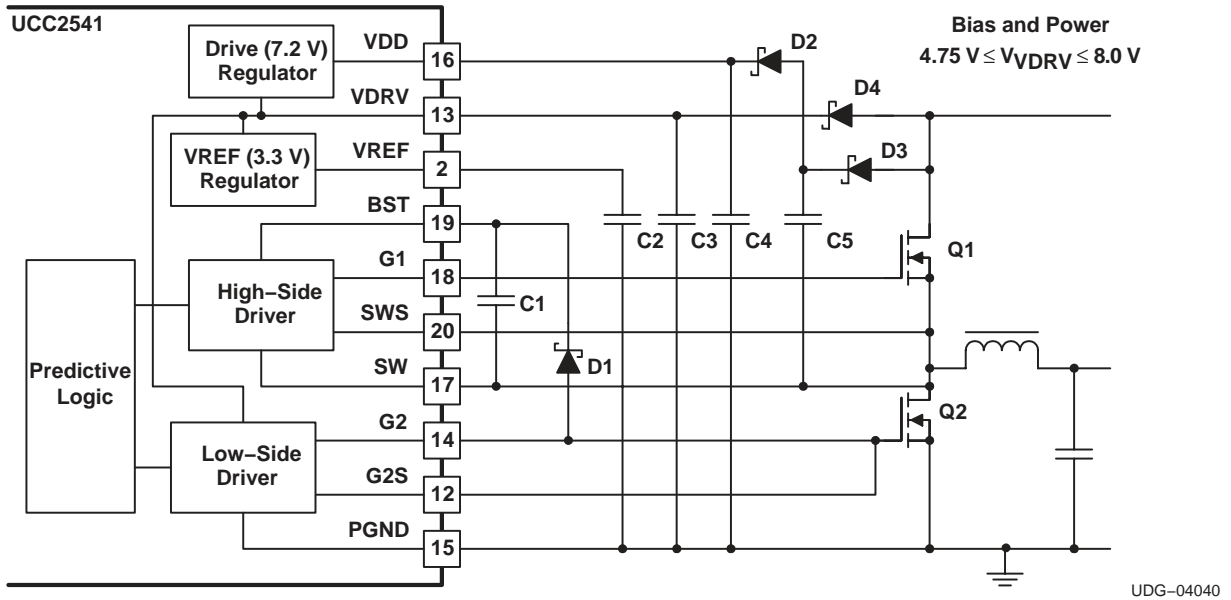 UCC2541
Bias and Power
4.75 V ≤ VVDRV ≤ 8.0 V
Drive (7.2 V)
Regulator
VDD
16
D2
VDRV
13
D4
VREF (3.3 V)
Regulator
VREF
2
D3
BST
19
C2
C3
C4
C5
Q1
G1
18
High–Side
Driver
C1
SWS
20
SW
17
D1
Predictive
Logic
G2
14
Q2
Low–Side
Driver
G2S
12
PGND
15
UDG–04040